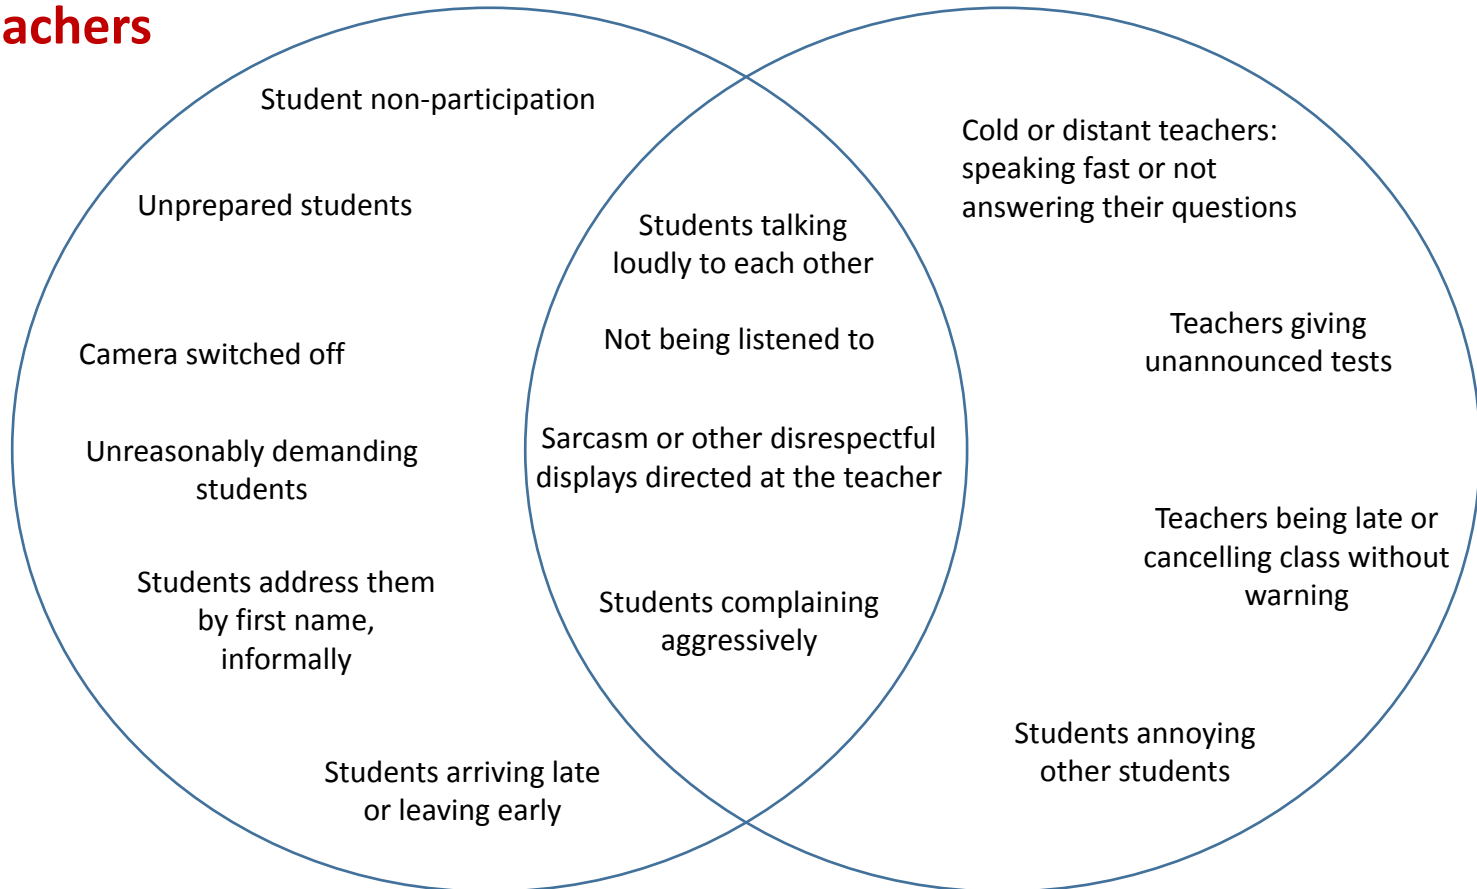 achers
Student non-participation
Unprepared students
Camera switched off
Unreasonably demanding
students
Students address them
by first name,
informally
Students arriving late
or leaving early
Students talking
loudly to each other
Not being listened to
Sarcasm or other disrespectful
displays directed at the teacher
Students complaining
aggressively
Cold or distant teachers:
speaking fast or not
answering their questions
Teachers giving
unannounced tests
Teachers being late or
cancelling class without
warning
Students annoying
other students